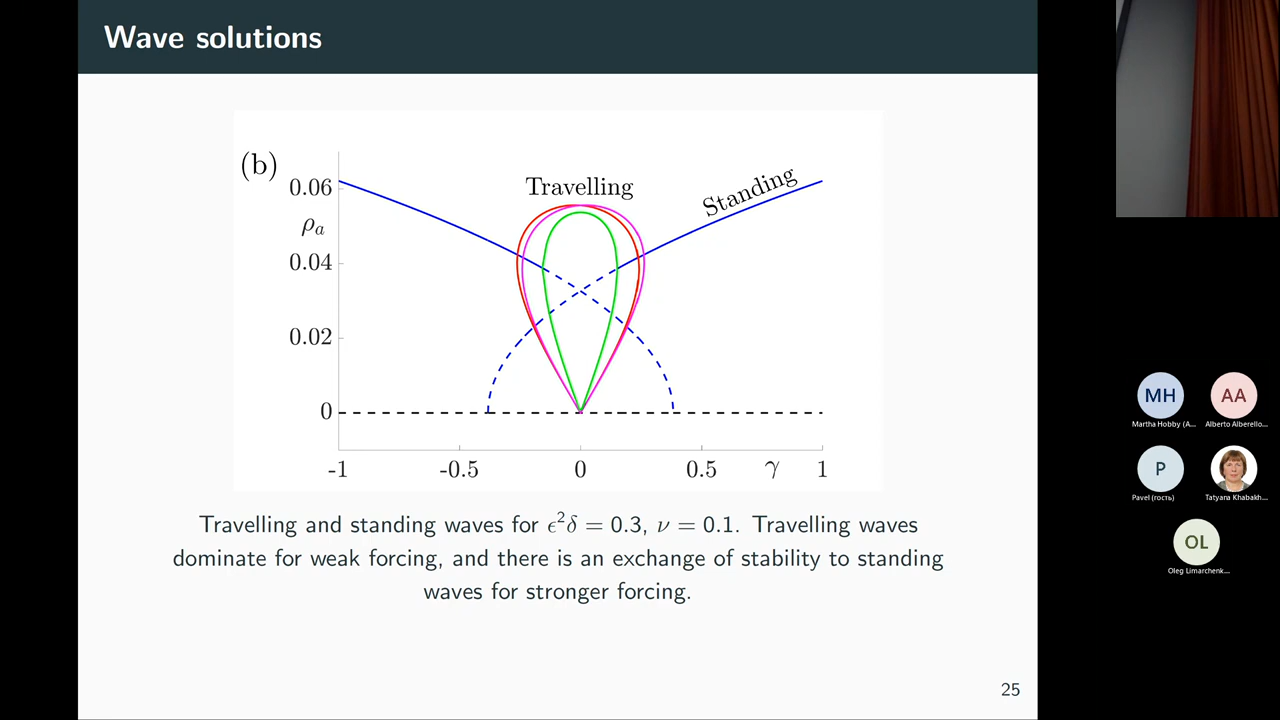 Wave solutions
(b)
0.06
ρₐ
0.04
0.02
0
Travelling
Standing
-1 -0.5 0 0.5 γ 1
Travelling and standing waves for ϵ²δ = 0.3, ν = 0.1. Travelling waves
dominate for weak forcing, and there is an exchange of stability to standing
waves for stronger forcing.
25
MH
Martha Hobby (A...
AA
Alberto Alberello...
P
Pavel (гость)
Tatyana Khabakh...
OL
Oleg Limarchenk...